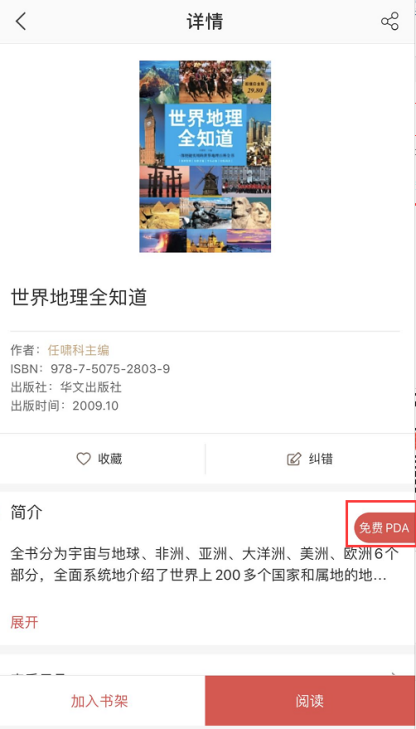 详情
29.80
世界地理
全知道
世界地理全知道
作者：任啸科主编
ISBN：978-7-5075-2803-9
出版社：华文出版社
出版时间：2009.10
收藏
纠错
简介
免费 PDA
全书分为宇宙与地球、非洲、亚洲、大洋洲、美洲、欧洲6个
部分，全面系统地介绍了世界上200多个国家和属地的地...
展开
加入书架
阅读